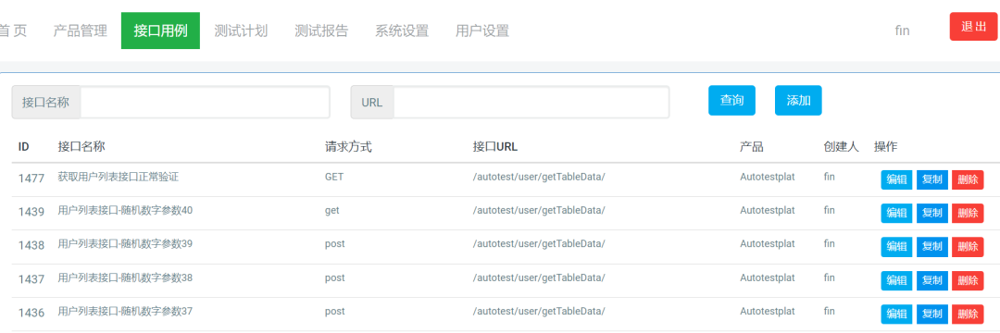 首 页 产品管理 接口用例 测试计划 测试报告 系统设置 用户设置 fin 退 出
接口名称 URL 查询 添加
ID 接口名称 请求方式 接口URL 产品 创建人 操作
1477 获取用户列表接口正常验证 GET /autotest/user/getTableData/ Autotestplat fin 编辑 复制 删除
1439 用户列表接口-随机数字参数40 get /autotest/user/getTableData/ Autotestplat fin 编辑 复制 删除
1438 用户列表接口-随机数字参数39 post /autotest/user/getTableData/ Autotestplat fin 编辑 复制 删除
1437 用户列表接口-随机数字参数38 post /autotest/user/getTableData/ Autotestplat fin 编辑 复制 删除
1436 用户列表接口-随机数字参数37 post /autotest/user/getTableData/ Autotestplat fin 编辑 复制 删除